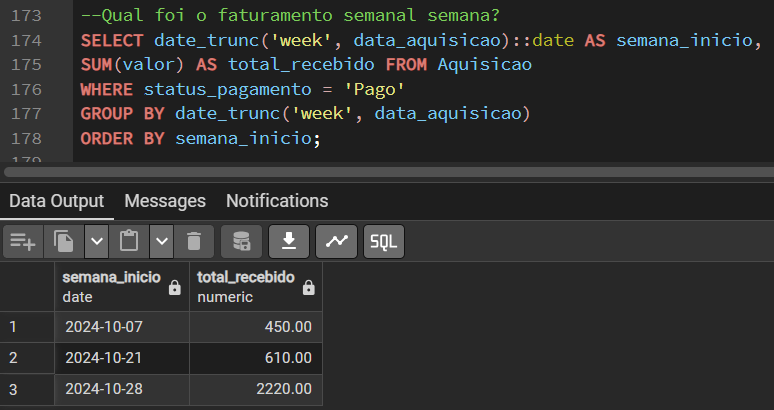 173 --Qual foi o faturamento semanal semana?
174 SELECT date_trunc('week', data_aquisicao)::date AS semana_inicio,
175 SUM(valor) AS total_recebido FROM Aquisicao
176 WHERE status_pagamento = 'Pago'
177 GROUP BY date_trunc('week', data_aquisicao)
178 ORDER BY semana_inicio;
179
Data Output Messages Notifications
SQL
semana_inicio total_recebido
date numeric
1 2024-10-07 450.00
2 2024-10-21 610.00
3 2024-10-28 2220.00